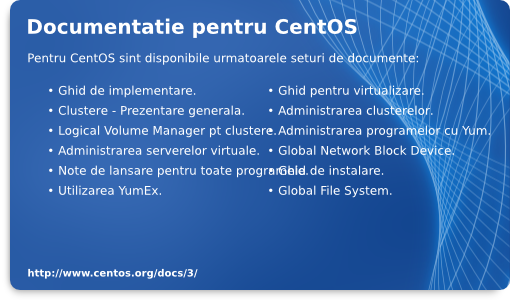 Documentatie pentru CentOS
Pentru CentOS sint disponibile urmatoarele seturi de documente:
• Ghid de implementare.
• Clustere - Prezentare generala.
• Logical Volume Manager pt clustere.
• Administrarea serverelor virtuale.
• Note de lansare pentru toate programele.
• Utilizarea YumEx.
• Ghid pentru virtualizare.
• Administrarea clusterelor.
• Administrarea programelor cu Yum.
• Global Network Block Device.
• Ghid de instalare.
• Global File System.
http://www.centos.org/docs/3/